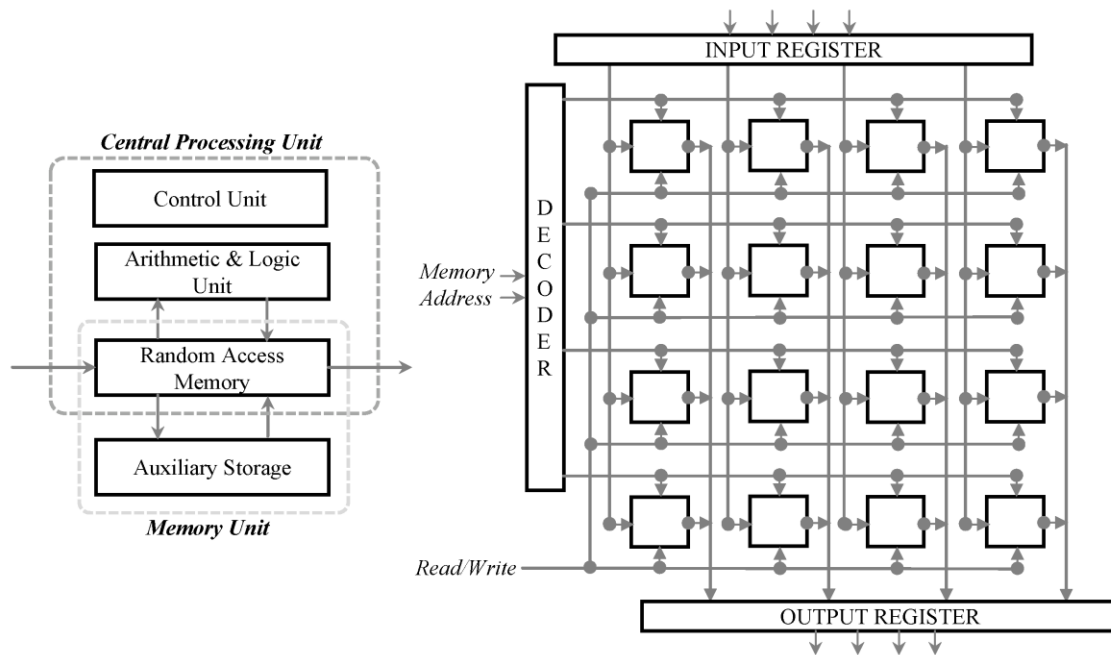 Central Processing Unit
Control Unit
Arithmetic & Logic
Unit
Random Access
Memory
Auxiliary Storage
Memory Unit
INPUT REGISTER
D
E
C
O
D
E
R
Memory
Address
Read/Write
OUTPUT REGISTER